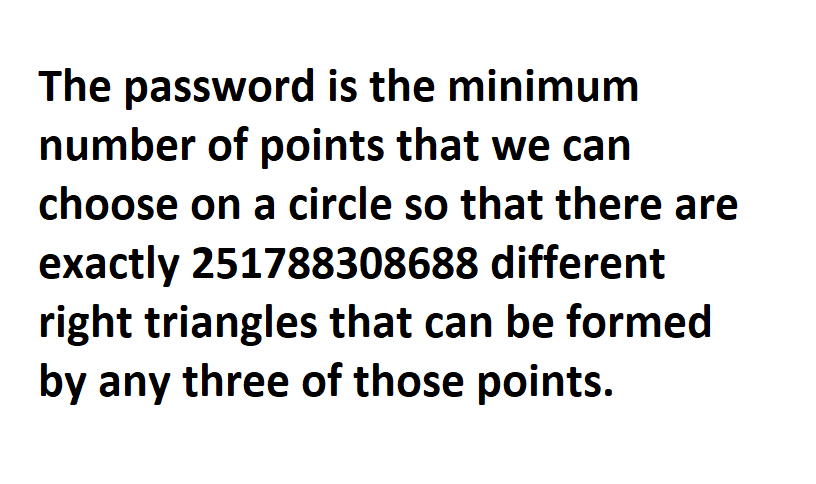 The password is the minimum
number of points that we can
choose on a circle so that there are
exactly 251788308688 different
right triangles that can be formed
by any three of those points.